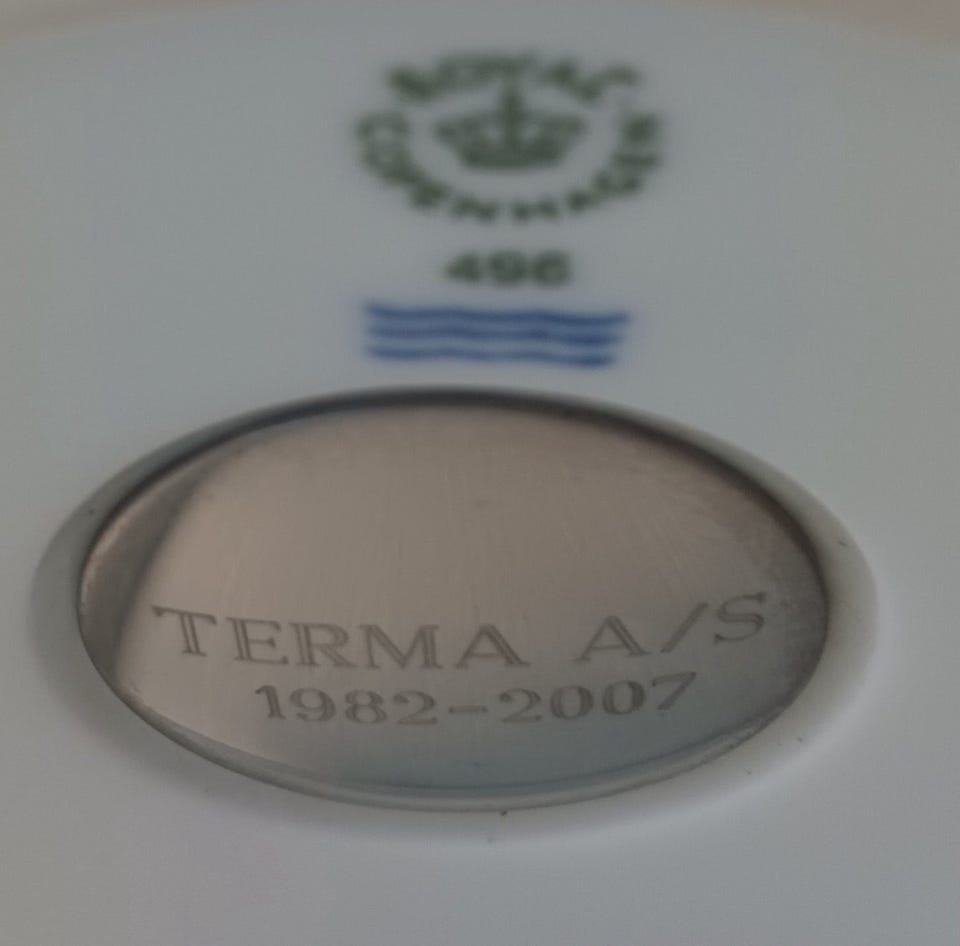 ROYAL
COPENHAGEN
496
TERMA A/S
1982-2007